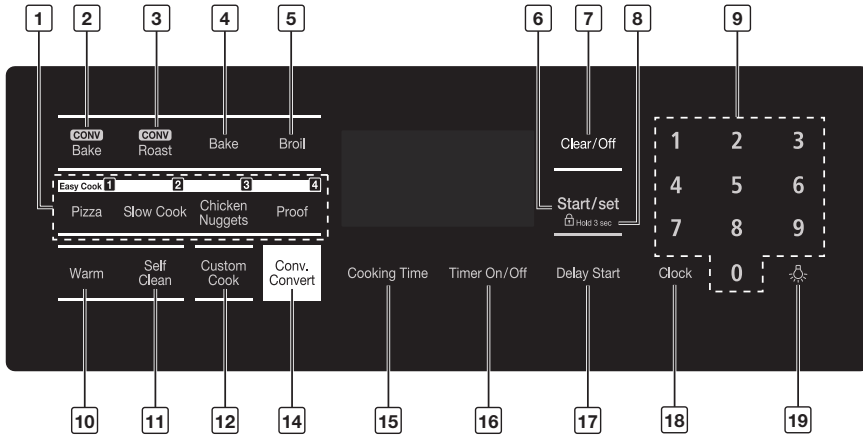 1 2 3 4 5 6 7 8 9
CONV Bake
CONV Roast
Bake
Broil
Clear/Off
1 2 3
Easy Cook 1 2 3 4
Pizza
Slow Cook
Chicken
Nuggets
Proof
Start/set
Hold 3 sec
4 5 6
7 8 9
Warm
Self
Clean
Custom
Cook
Conv.
Convert
Cooking Time
Timer On/Off
Delay Start
Clock
0
10 11 12 14 15 16 17 18 19